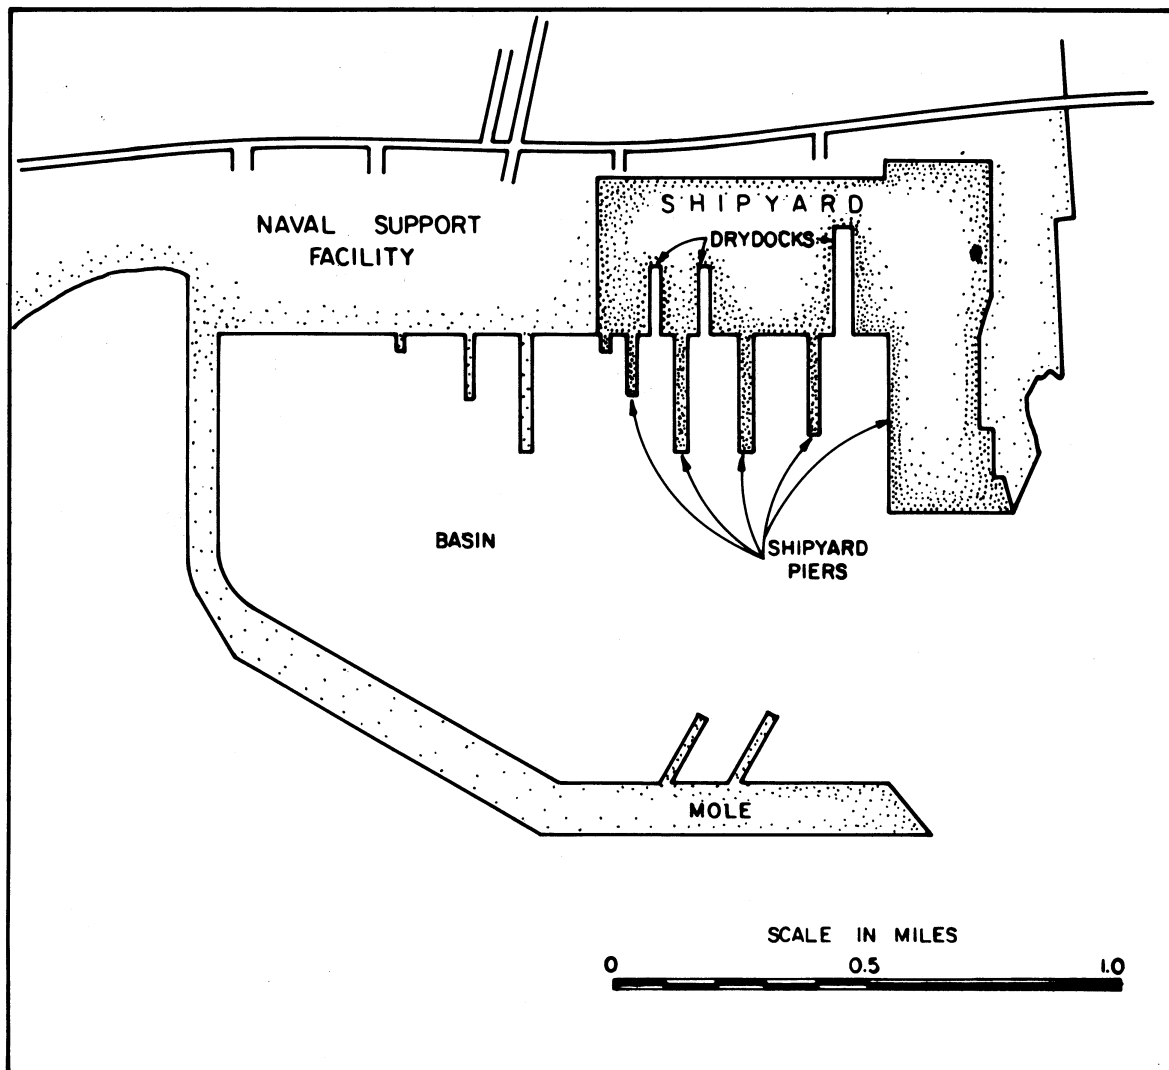 SHIPYARD
NAVAL SUPPORT
FACILITY
DRYDOCKS
BASIN
SHIPYARD
PIERS
MOLE
SCALE IN MILES
0 0.5 1.0